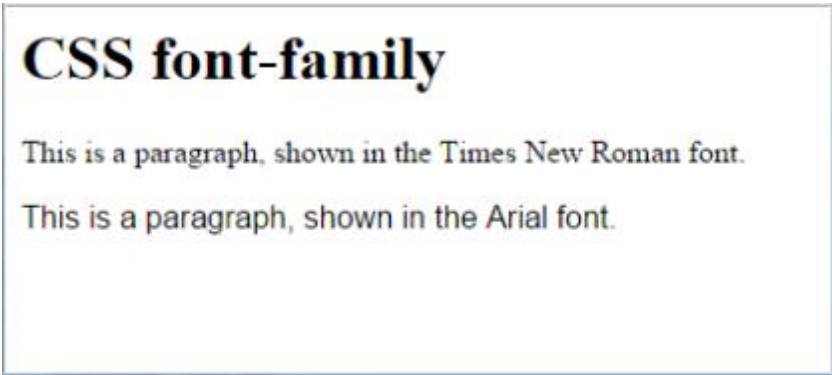 CSS font-family
This is a paragraph, shown in the Times New Roman font.
This is a paragraph, shown in the Arial font.